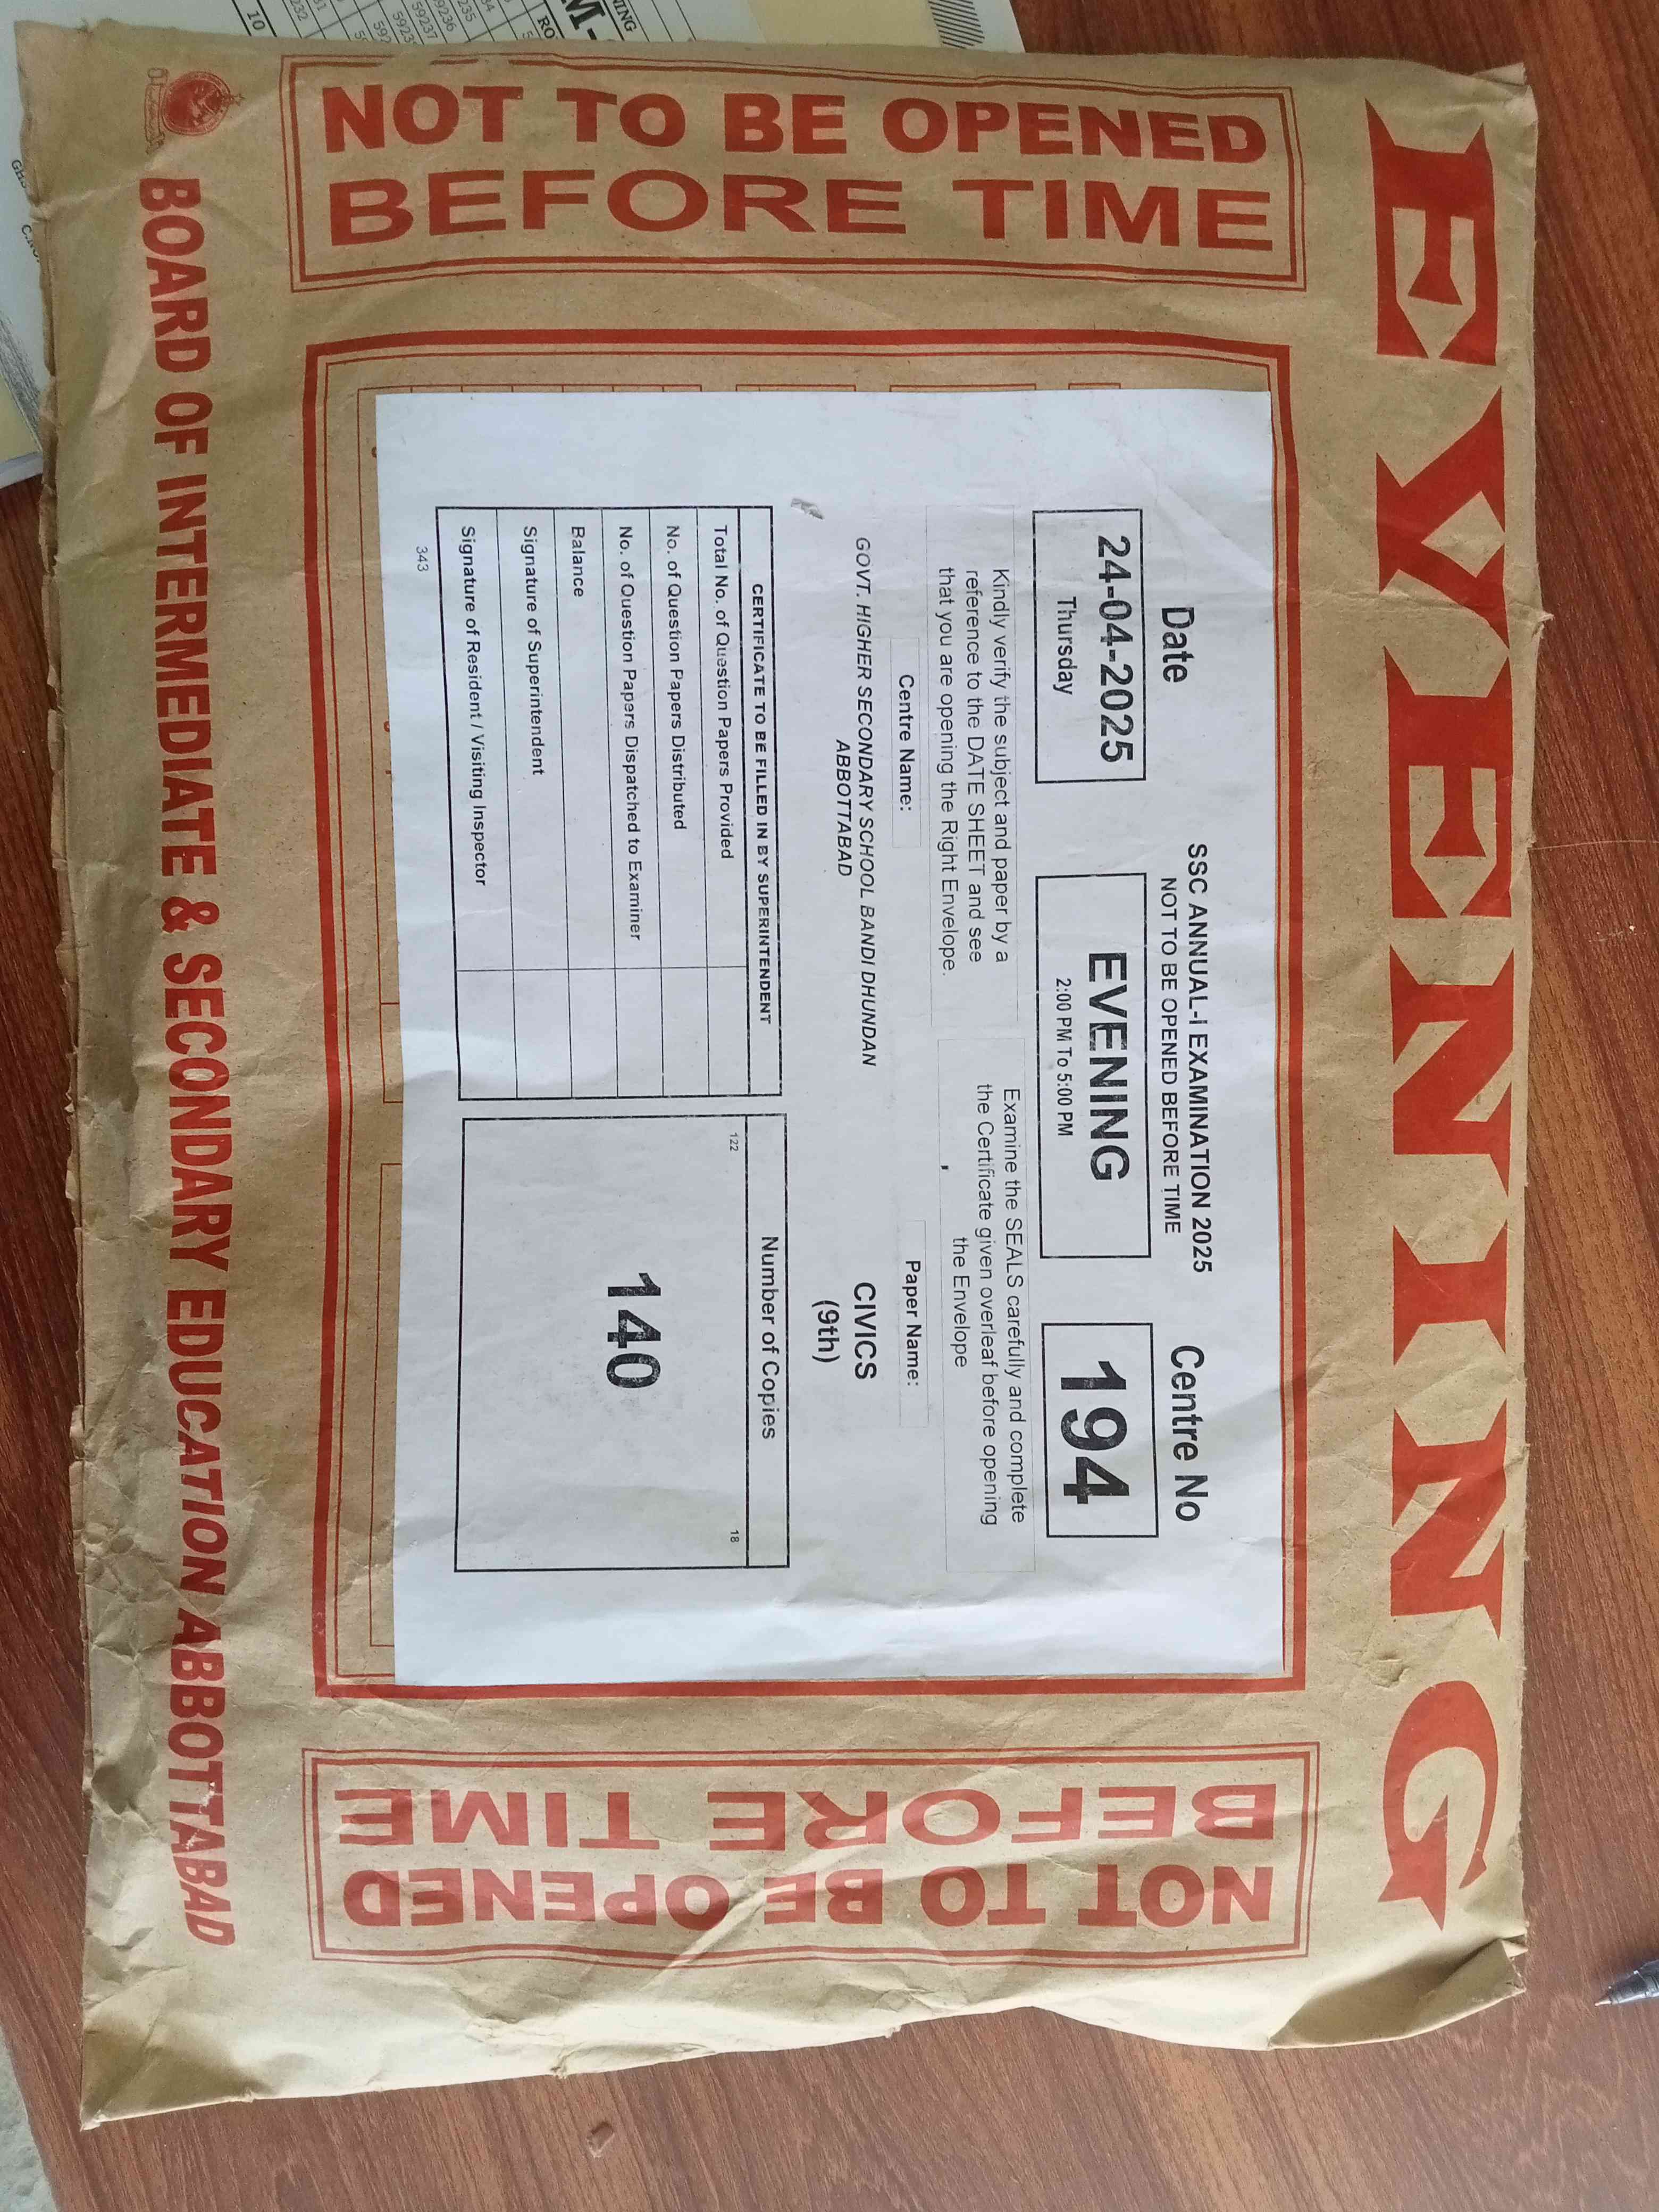 EVENING
NOT TO BE OPENED
BEFORE TIME
SSC ANNUAL-I EXAMINATION 2025
NOT TO BE OPENED BEFORE TIME
Date
Centre No
24-04-2025
Thursday
EVENING
2:00 PM To 5:00 PM
194
Kindly verify the subject and paper by a
reference to the DATE SHEET and see
that you are opening the Right Envelope.
Examine the SEALS carefully and complete
the Certificate given overleaf before opening
the Envelope
Centre Name:
Paper Name:
GOVT. HIGHER SECONDARY SCHOOL BANDI DHUNDAN
ABBOTTABAD
CIVICS
(9th)
CERTIFICATE TO BE FILLED IN BY SUPERINTENDENT
Total No. of Question Papers Provided
No. of Question Papers Distributed
No. of Question Papers Dispatched to Examiner
Balance
Signature of Superintendent
Signature of Resident / Visiting Inspector
343
Number of Copies
122
18
140
NOT TO BE OPENED
BEFORE TIME
BOARD OF INTERMEDIATE & SECONDARY EDUCATION ABBOTTABAD
10
59237